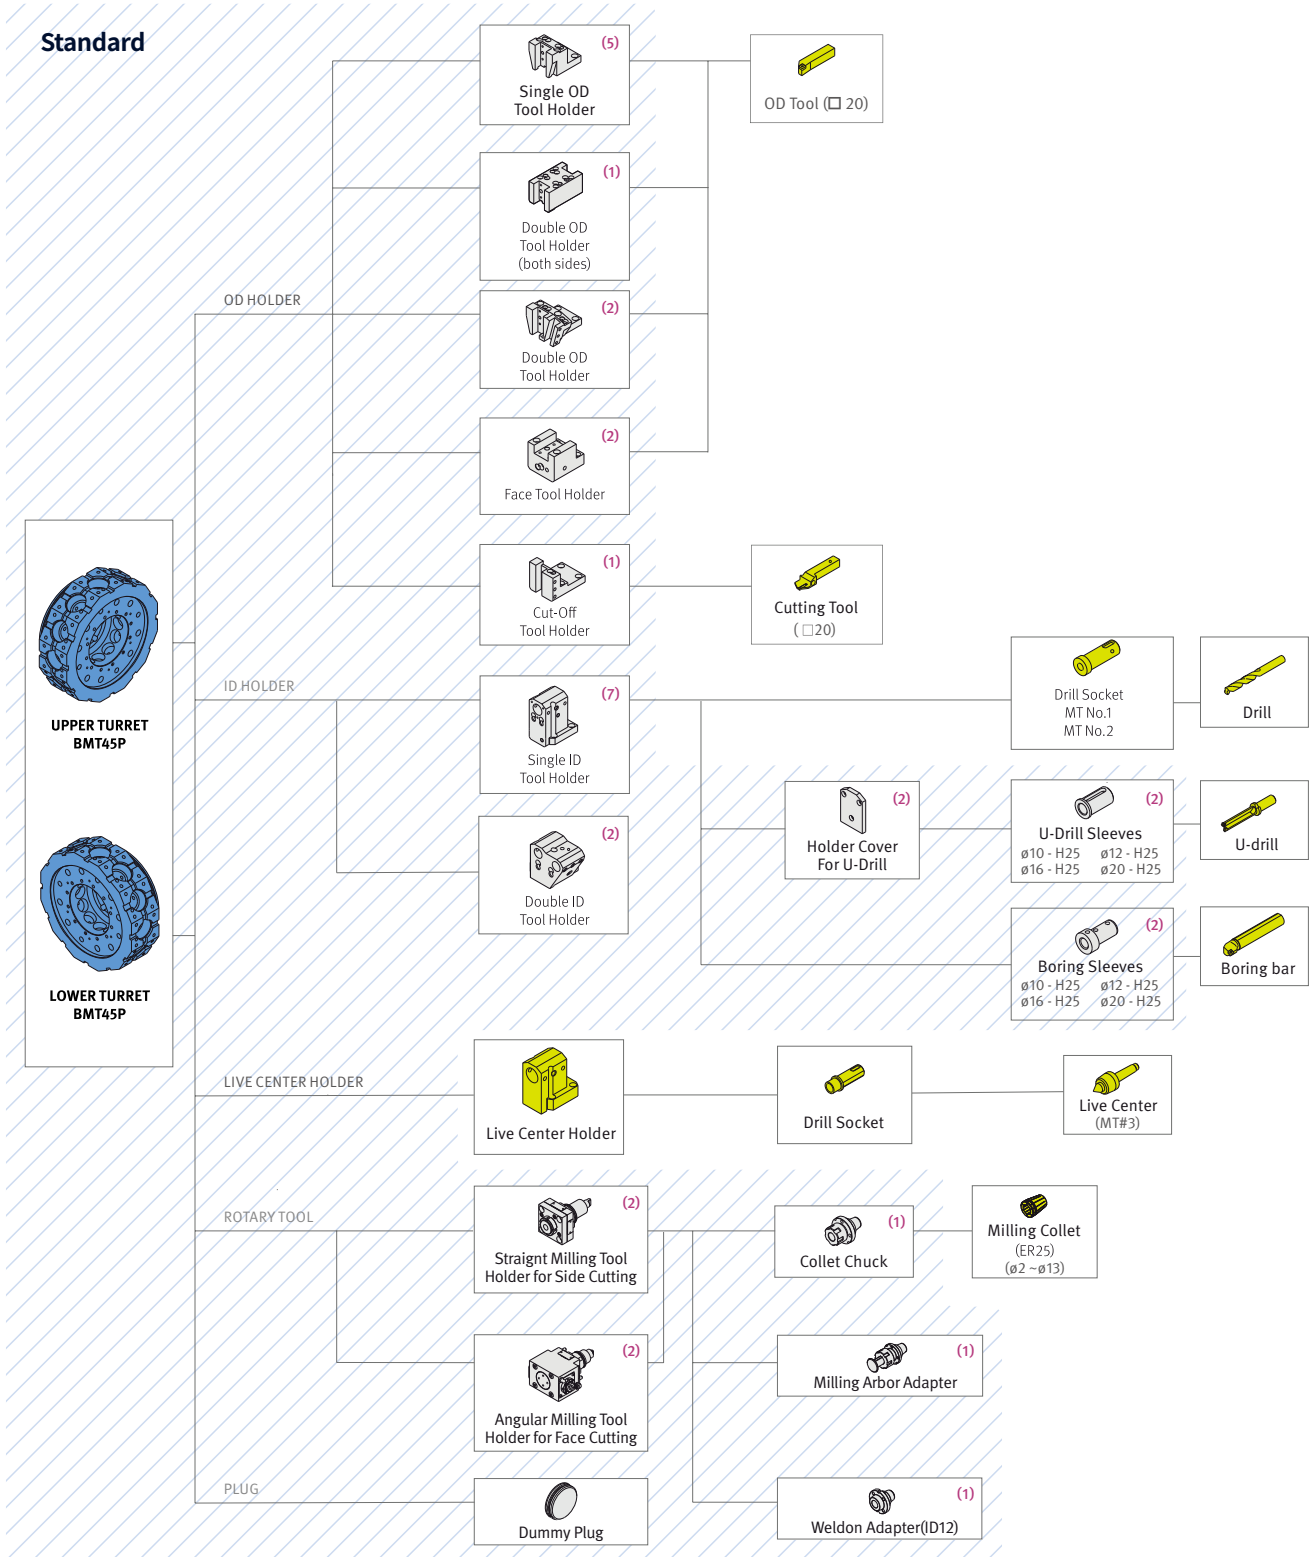 Standard
(5)
Single OD
Tool Holder
OD Tool (□ 20)
(1)
Double OD
Tool Holder
(both sides)
OD HOLDER
(2)
Double OD
Tool Holder
(2)
Face Tool Holder
(1)
Cut-Off
Tool Holder
Cutting Tool
( □20)
UPPER TURRET
BMT45P
LOWER TURRET
BMT45P
ID HOLDER
(7)
Single ID
Tool Holder
Drill Socket
MT No.1
MT No.2
Drill
(2)
Double ID
Tool Holder
(2)
Holder Cover
For U-Drill
(2)
U-Drill Sleeves
ø10 - H25 ø12 - H25
ø16 - H25 ø20 - H25
U-drill
(2)
Boring Sleeves
ø10 - H25 ø12 - H25
ø16 - H25 ø20 - H25
Boring bar
LIVE CENTER HOLDER
Live Center Holder
Drill Socket
Live Center
(MT#3)
ROTARY TOOL
(2)
Straignt Milling Tool
Holder for Side Cutting
(1)
Collet Chuck
Milling Collet
(ER25)
(ø2 ~ø13)
(2)
Angular Milling Tool
Holder for Face Cutting
(1)
Milling Arbor Adapter
PLUG
Dummy Plug
(1)
Weldon Adapter(ID12)